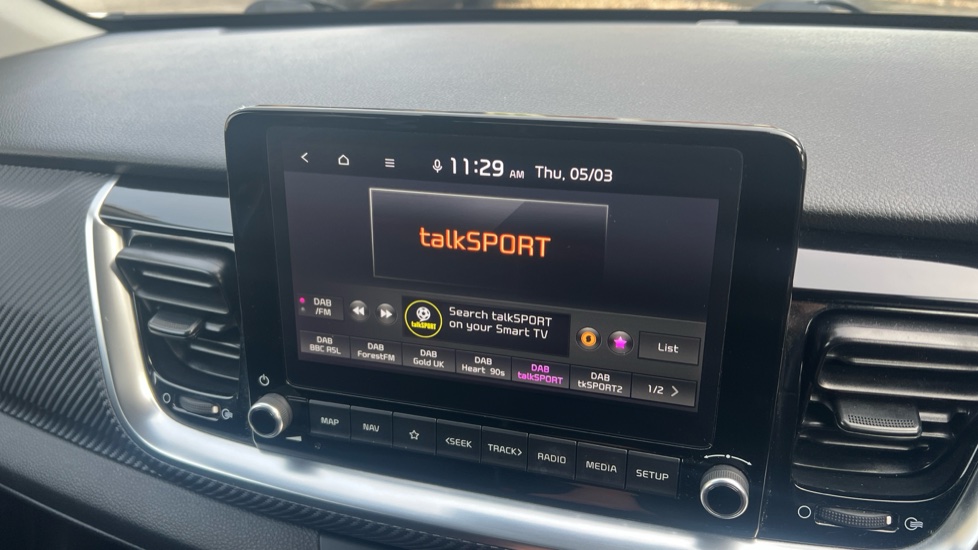 11:29 AM Thu, 05/03
talkSPORT
DAB
/FM
talkSPORT
Search talkSPORT
on your Smart TV
List
DAB
BBC RSL
DAB
ForestFM
DAB
Gold UK
DAB
Heart 90s
DAB
talkSPORT
DAB
tkSPORT2
1/2 >
MAP
NAV
<SEEK
TRACK>
RADIO
MEDIA
SETUP